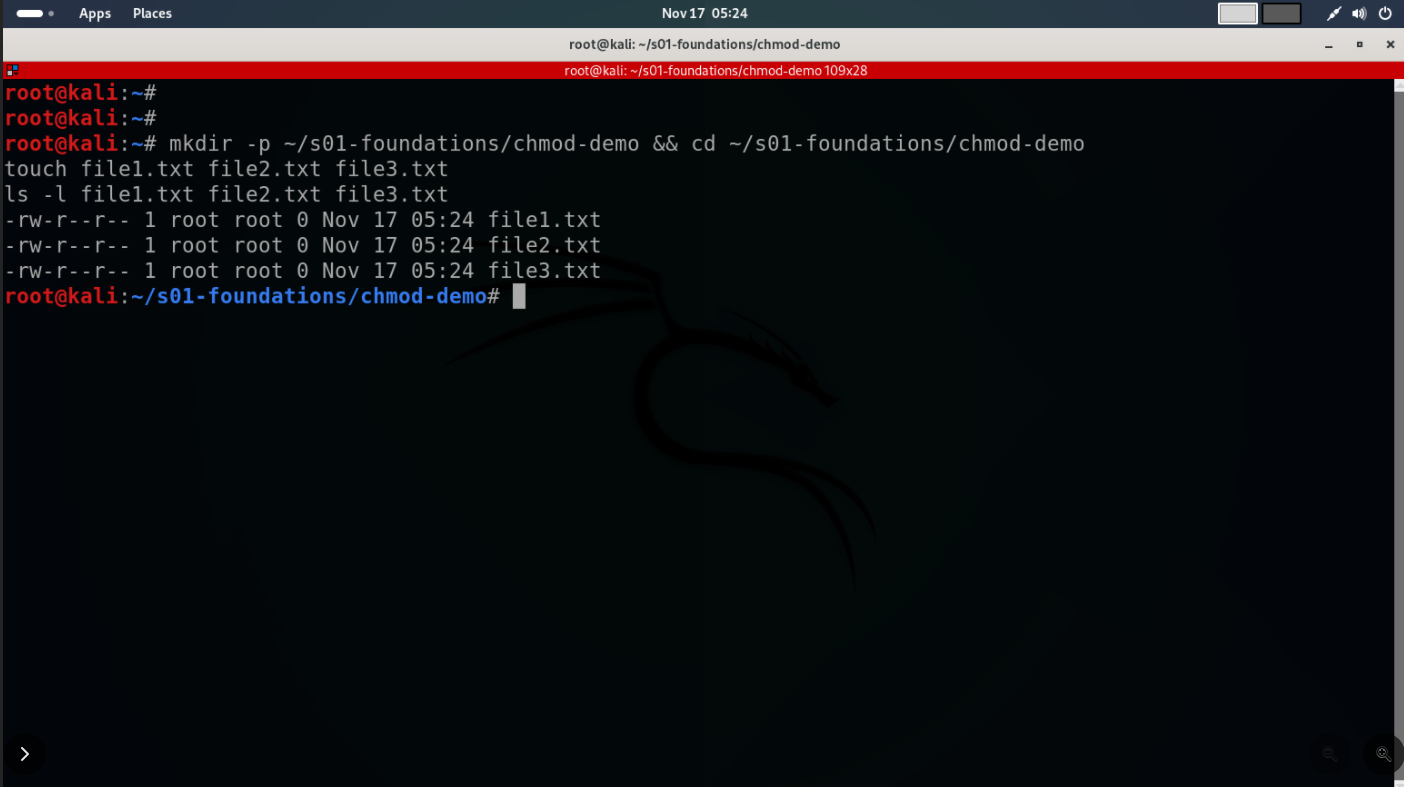 Apps Places Nov 17 05:24
root@kali: ~/s01-foundations/chmod-demo
root@kali: ~/s01-foundations/chmod-demo 109x28
root@kali:~#
root@kali:~#
root@kali:~# mkdir -p ~/s01-foundations/chmod-demo && cd ~/s01-foundations/chmod-demo
touch file1.txt file2.txt file3.txt
ls -l file1.txt file2.txt file3.txt
-rw-r--r-- 1 root root 0 Nov 17 05:24 file1.txt
-rw-r--r-- 1 root root 0 Nov 17 05:24 file2.txt
-rw-r--r-- 1 root root 0 Nov 17 05:24 file3.txt
root@kali:~/s01-foundations/chmod-demo#